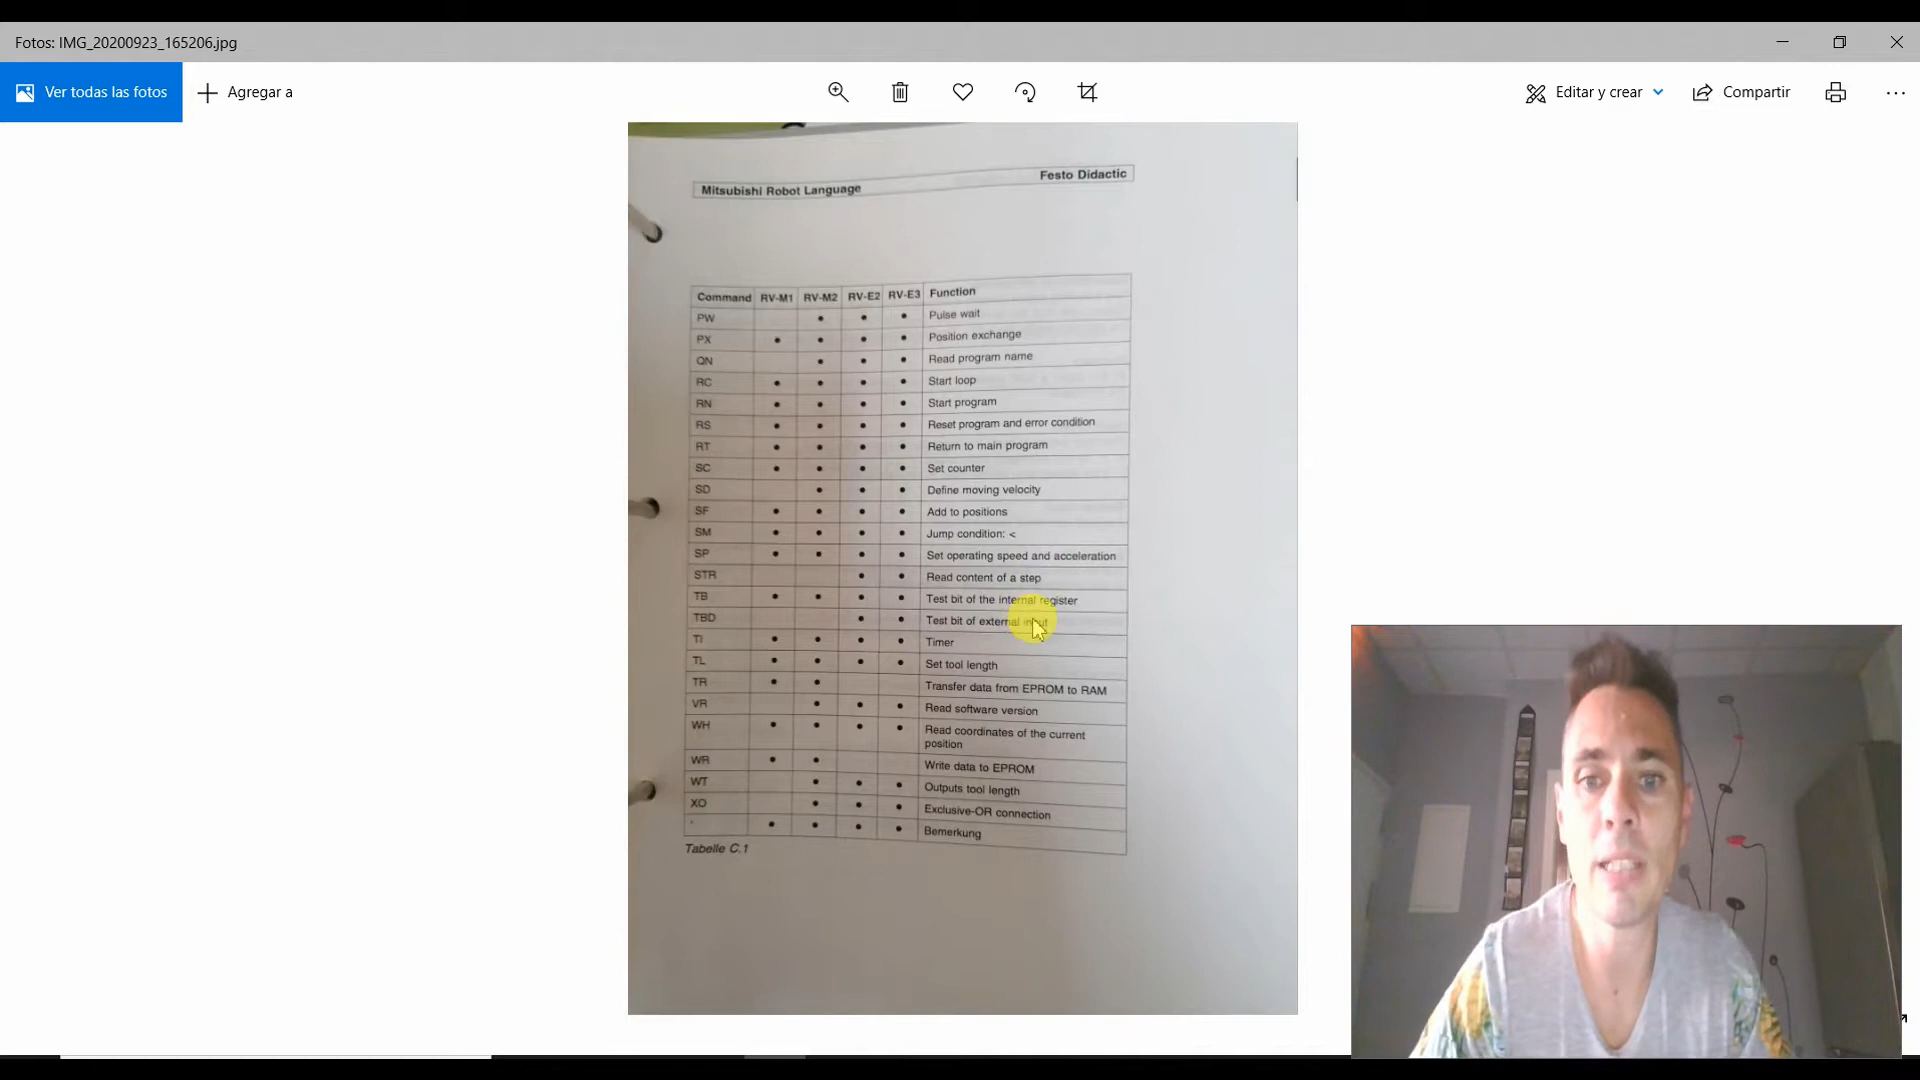 Fotos: IMG_20200923_165206.jpg
Ver todas las fotos
Agregar a
Editar y crear
Compartir
Mitsubishi Robot Language
Festo Didactic
Command RV-M1 RV-M2 RV-E2 RV-E3 Function
PW • • • Pulse wait
PX • • • • Position exchange
QN • • • Read program name
RC • • • • Start loop
RN • • • • Start program
RS • • • • Reset program and error condition
RT • • • • Return to main program
SC • • • • Set counter
SD • • • Define moving velocity
SF • • • • Add to positions
SM • • • • Jump condition: <
SP • • • • Set operating speed and acceleration
STR • • Read content of a step
TB • • • • Test bit of the internal register
TBD • • Test bit of external input
TI • • • • Timer
TL • • • • Set tool length
TR • • Transfer data from EPROM to RAM
VR • • • Read software version
WH • • • • Read coordinates of the current
position
WR • • Write data to EPROM
WT • • • Outputs tool length
XO • • • Exclusive-OR connection
' • • • • Bemerkung
Tabelle C.1